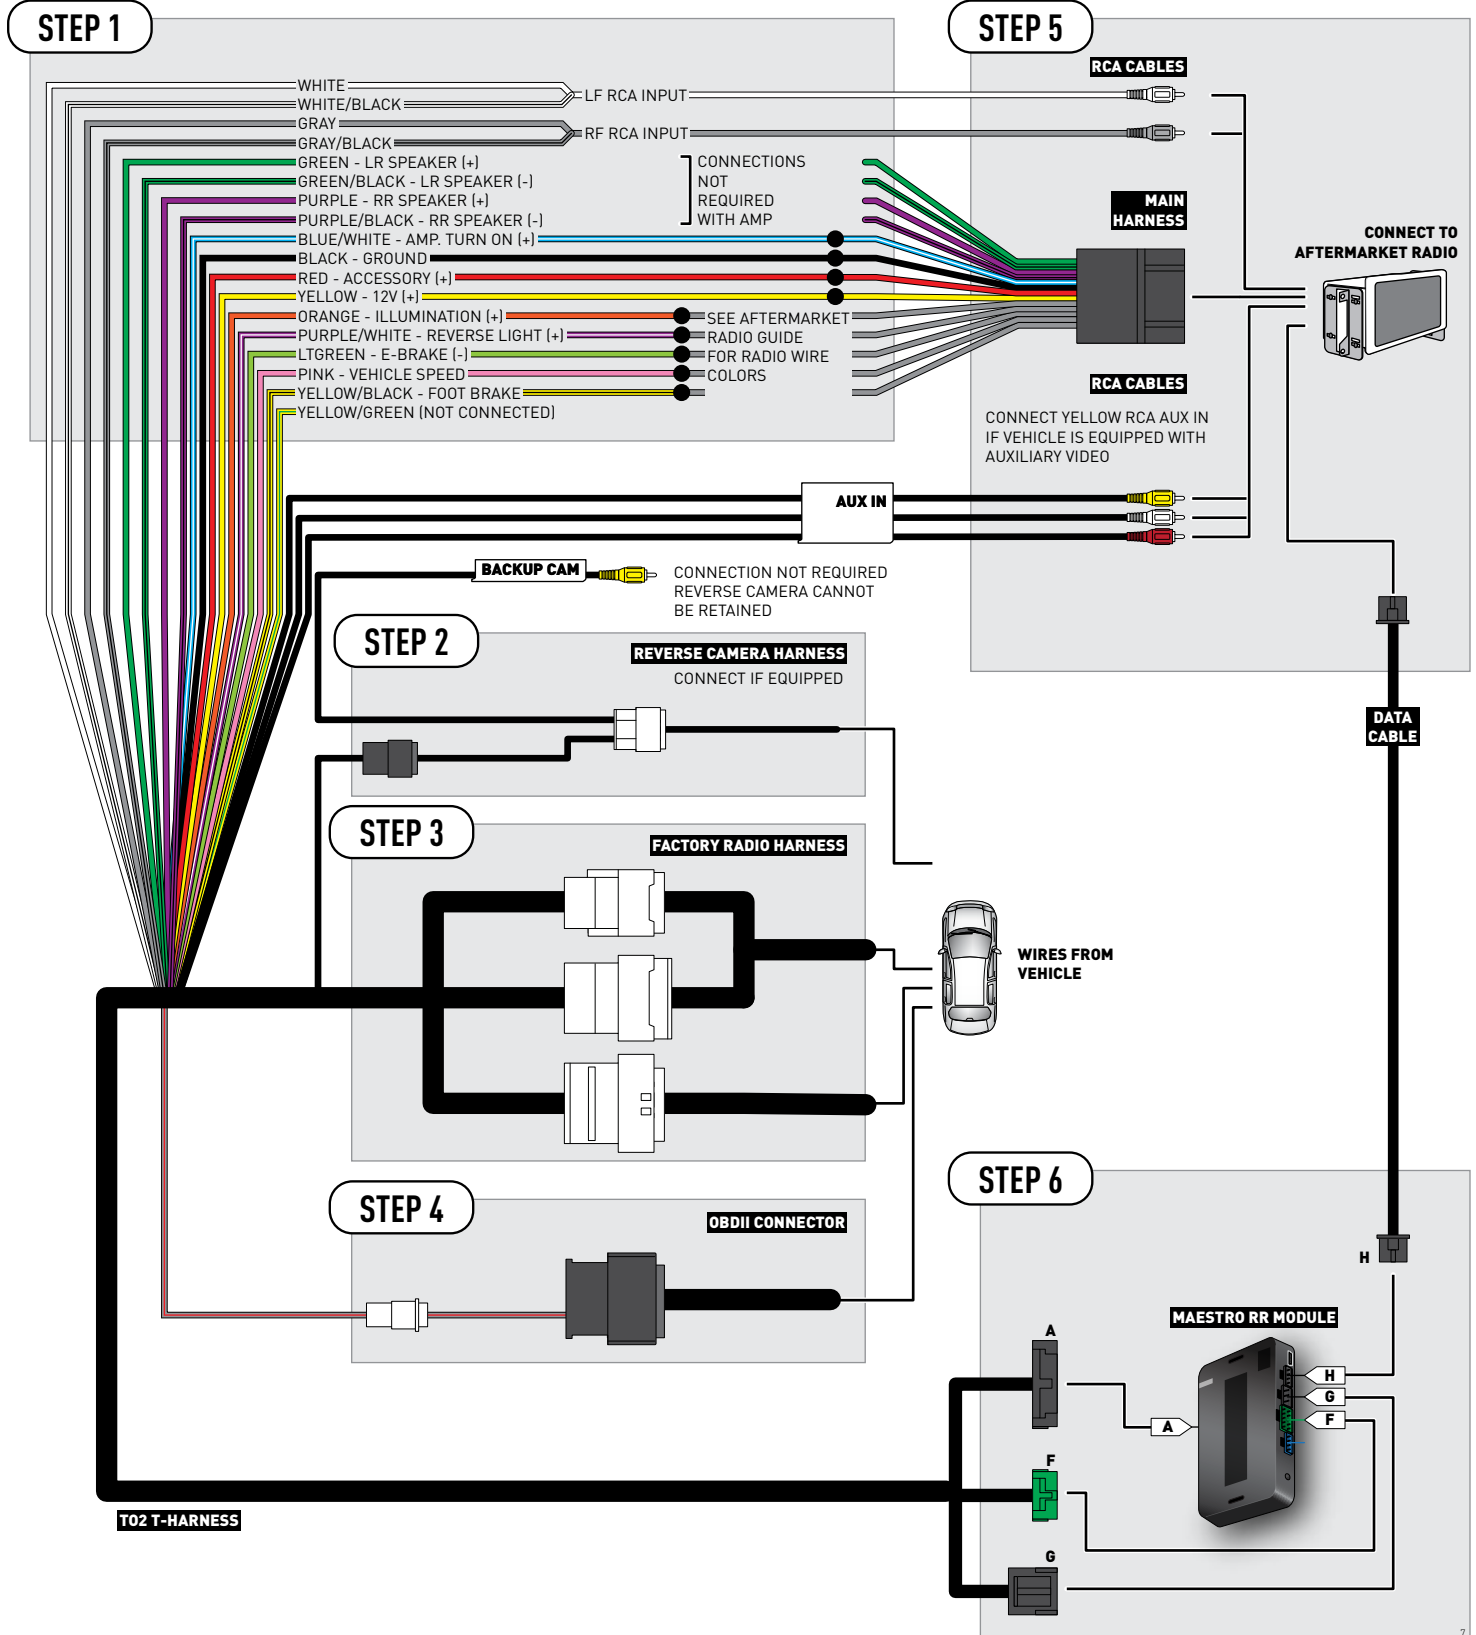 STEP 1
WHITE
WHITE/BLACK
LF RCA INPUT
GRAY
GRAY/BLACK
RF RCA INPUT
GREEN - LR SPEAKER (+)
GREEN/BLACK - LR SPEAKER (-)
PURPLE - RR SPEAKER (+)
PURPLE/BLACK - RR SPEAKER (-)
CONNECTIONS
NOT
REQUIRED
WITH AMP
BLUE/WHITE - AMP. TURN ON (+)
BLACK - GROUND
RED - ACCESSORY (+)
YELLOW - 12V (+)
ORANGE - ILLUMINATION (+)
PURPLE/WHITE - REVERSE LIGHT (+)
LTGREEN - E-BRAKE (-)
PINK - VEHICLE SPEED
YELLOW/BLACK - FOOT BRAKE
YELLOW/GREEN (NOT CONNECTED)
SEE AFTERMARKET
RADIO GUIDE
FOR RADIO WIRE
COLORS
STEP 5
RCA CABLES
MAIN
HARNESS
CONNECT TO
AFTERMARKET RADIO
RCA CABLES
CONNECT YELLOW RCA AUX IN
IF VEHICLE IS EQUIPPED WITH
AUXILIARY VIDEO
AUX IN
BACKUP CAM
CONNECTION NOT REQUIRED
REVERSE CAMERA CANNOT
BE RETAINED
STEP 2
REVERSE CAMERA HARNESS
CONNECT IF EQUIPPED
DATA
CABLE
STEP 3
FACTORY RADIO HARNESS
WIRES FROM
VEHICLE
STEP 4
OBDII CONNECTOR
STEP 6
H
MAESTRO RR MODULE
A
H
G
F
A
F
G
T02 T-HARNESS
7